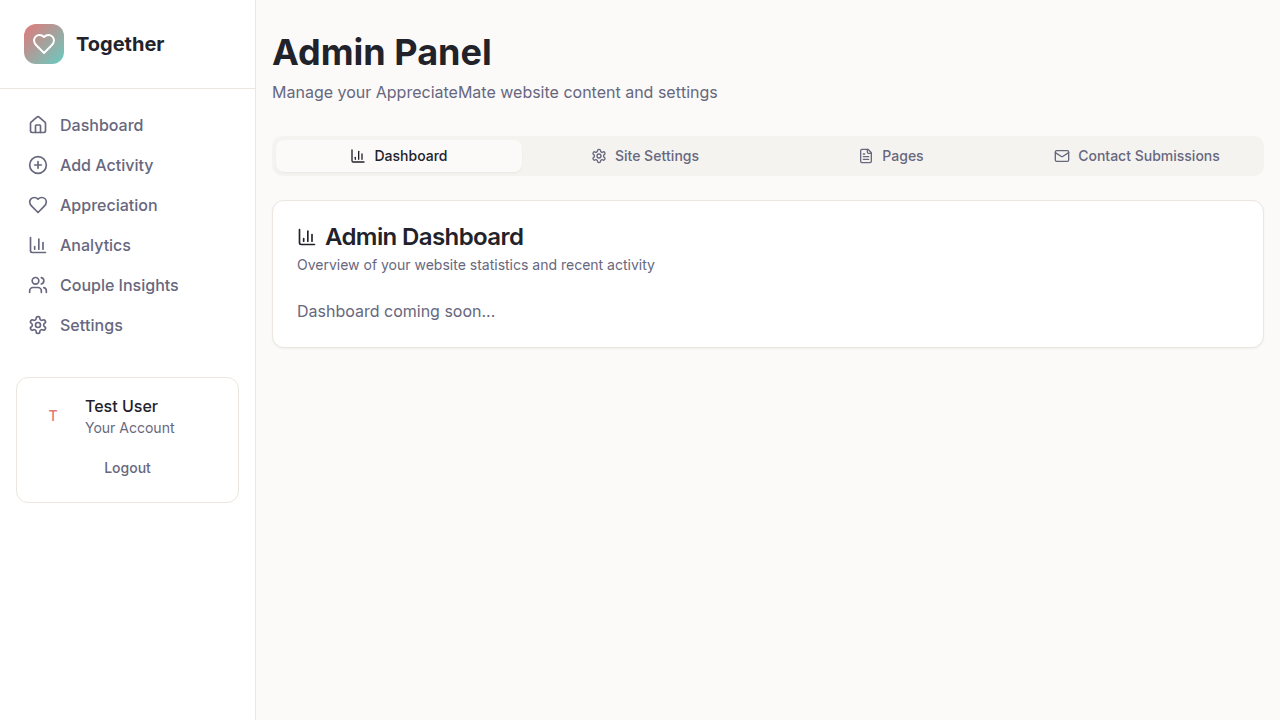 Together
Dashboard
Add Activity
Appreciation
Analytics
Couple Insights
Settings
T
Test User
Your Account
Logout
Admin Panel
Manage your AppreciateMate website content and settings
Dashboard
Site Settings
Pages
Contact Submissions
Admin Dashboard
Overview of your website statistics and recent activity
Dashboard coming soon...